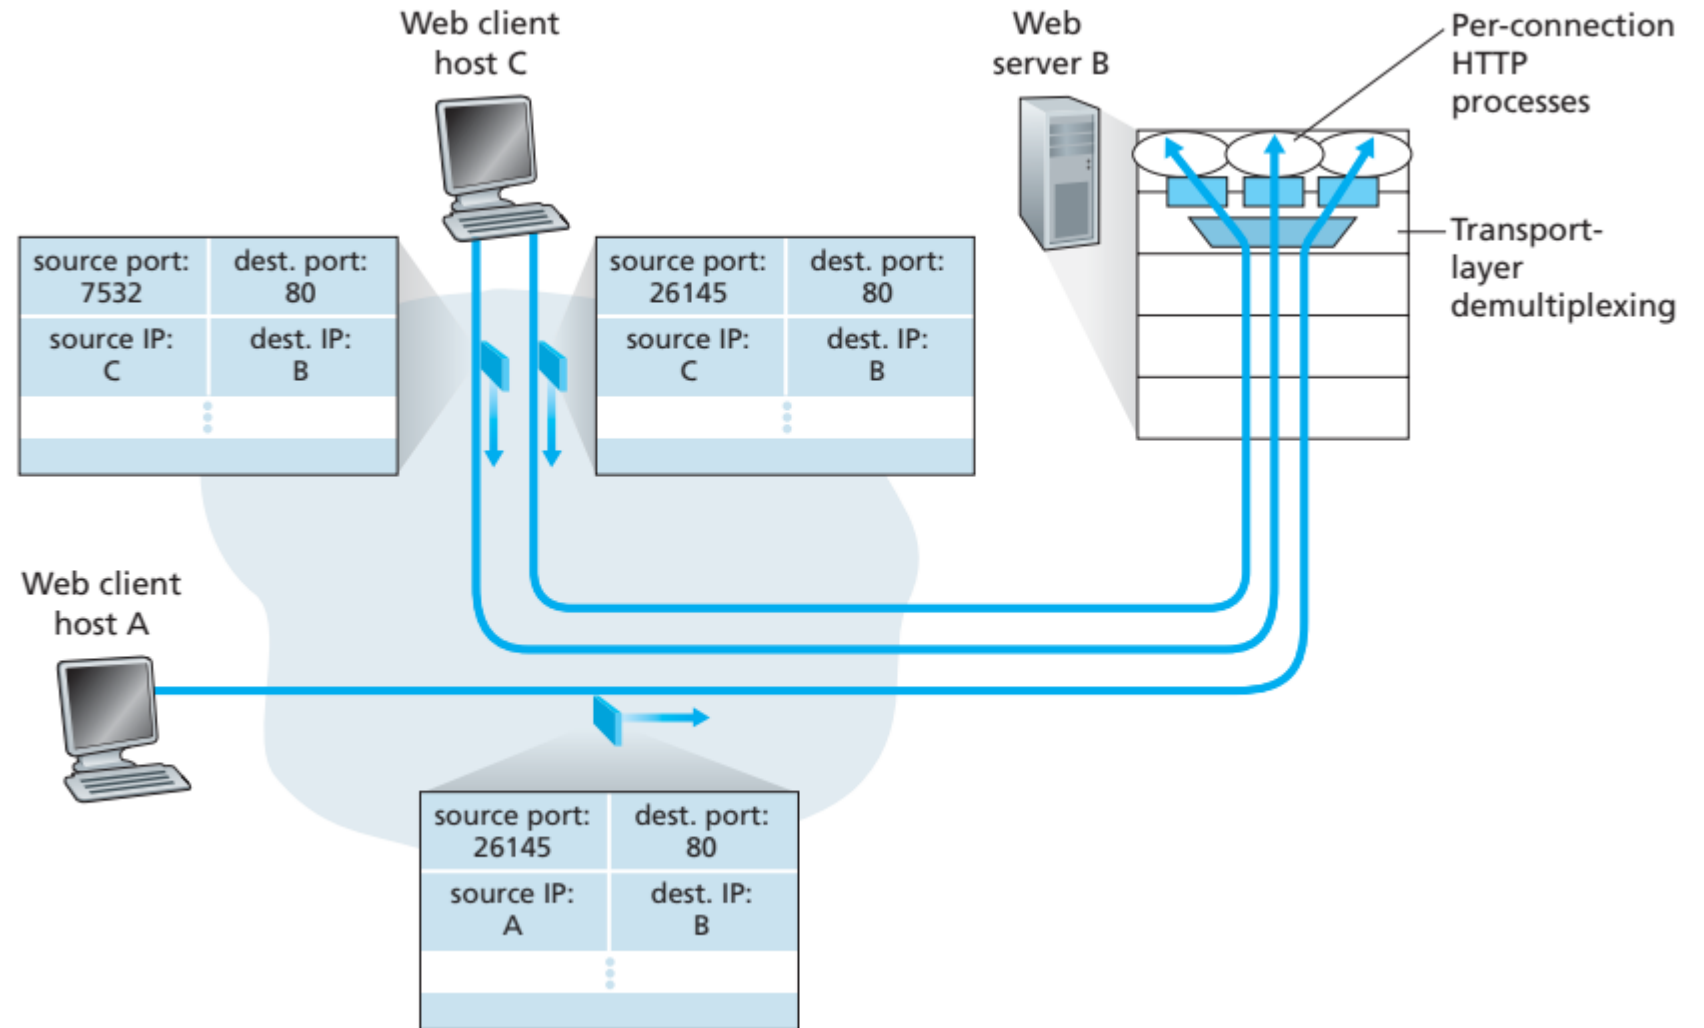 Web client
host C
Web
server B
Per-connection
HTTP
processes
Transport-
layer
demultiplexing
source port:
7532
dest. port:
80
source IP:
C
dest. IP:
B
source port:
26145
dest. port:
80
source IP:
C
dest. IP:
B
Web client
host A
source port:
26145
dest. port:
80
source IP:
A
dest. IP:
B